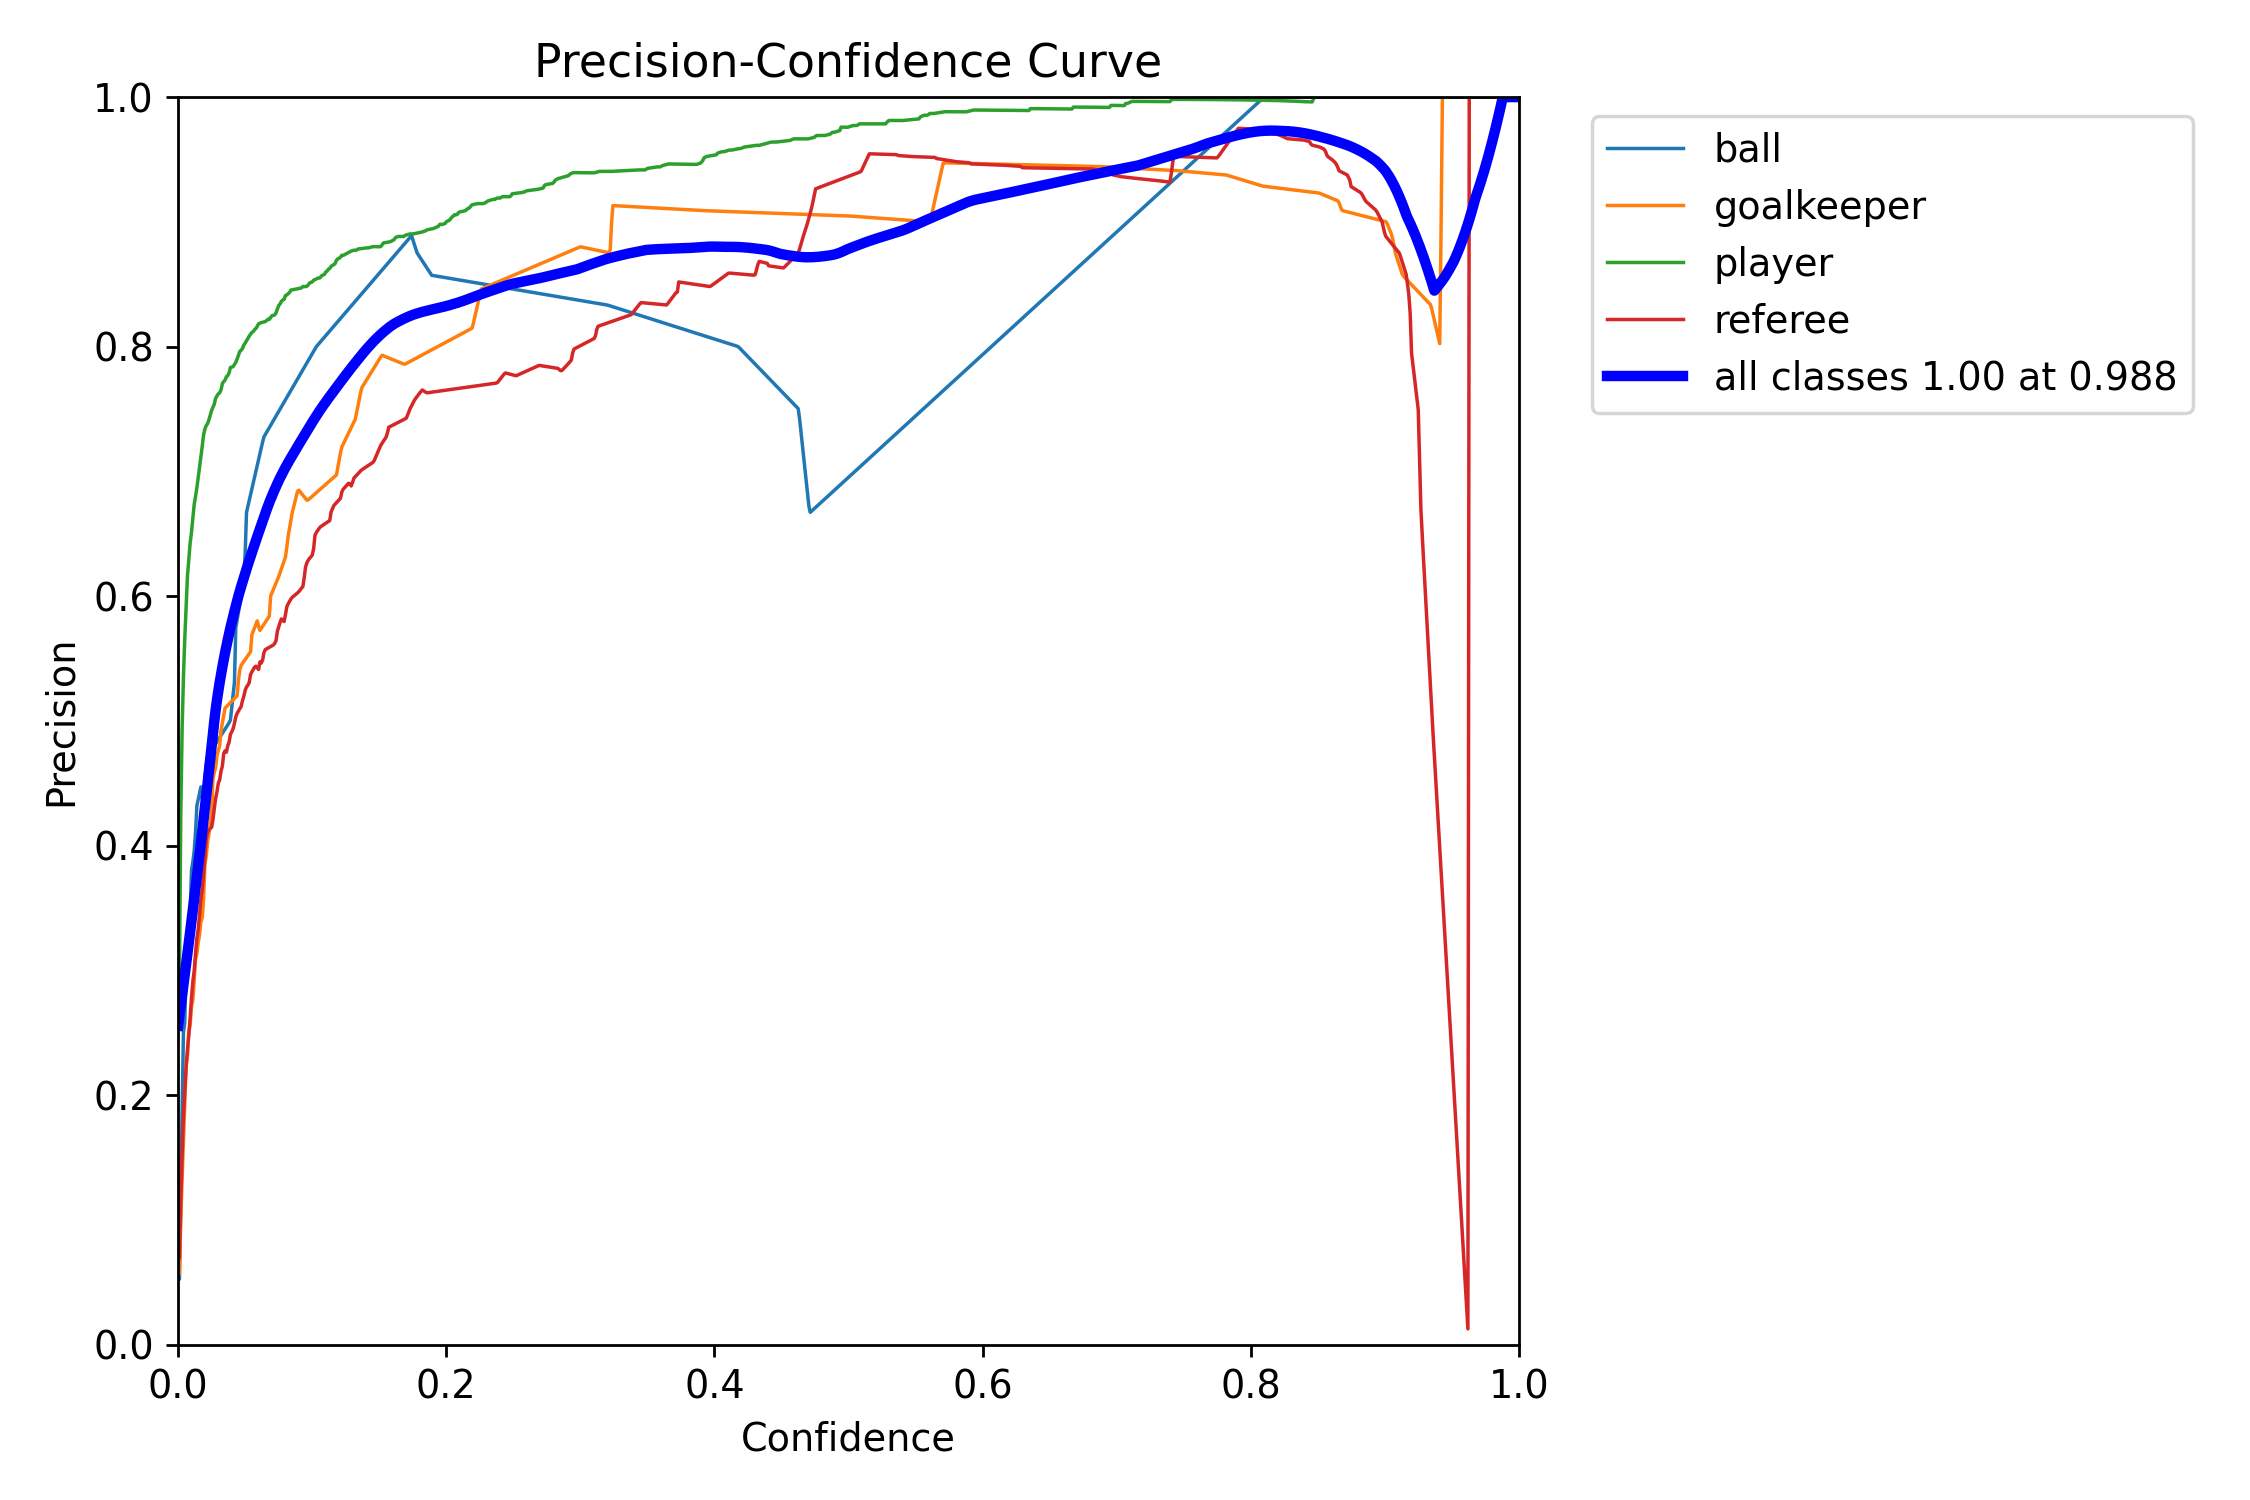 Precision-Confidence Curve
1.0
0.8
0.6
0.4
0.2
0.0
Precision
0.0 0.2 0.4 0.6 0.8 1.0
Confidence
ball
goalkeeper
player
referee
all classes 1.00 at 0.988